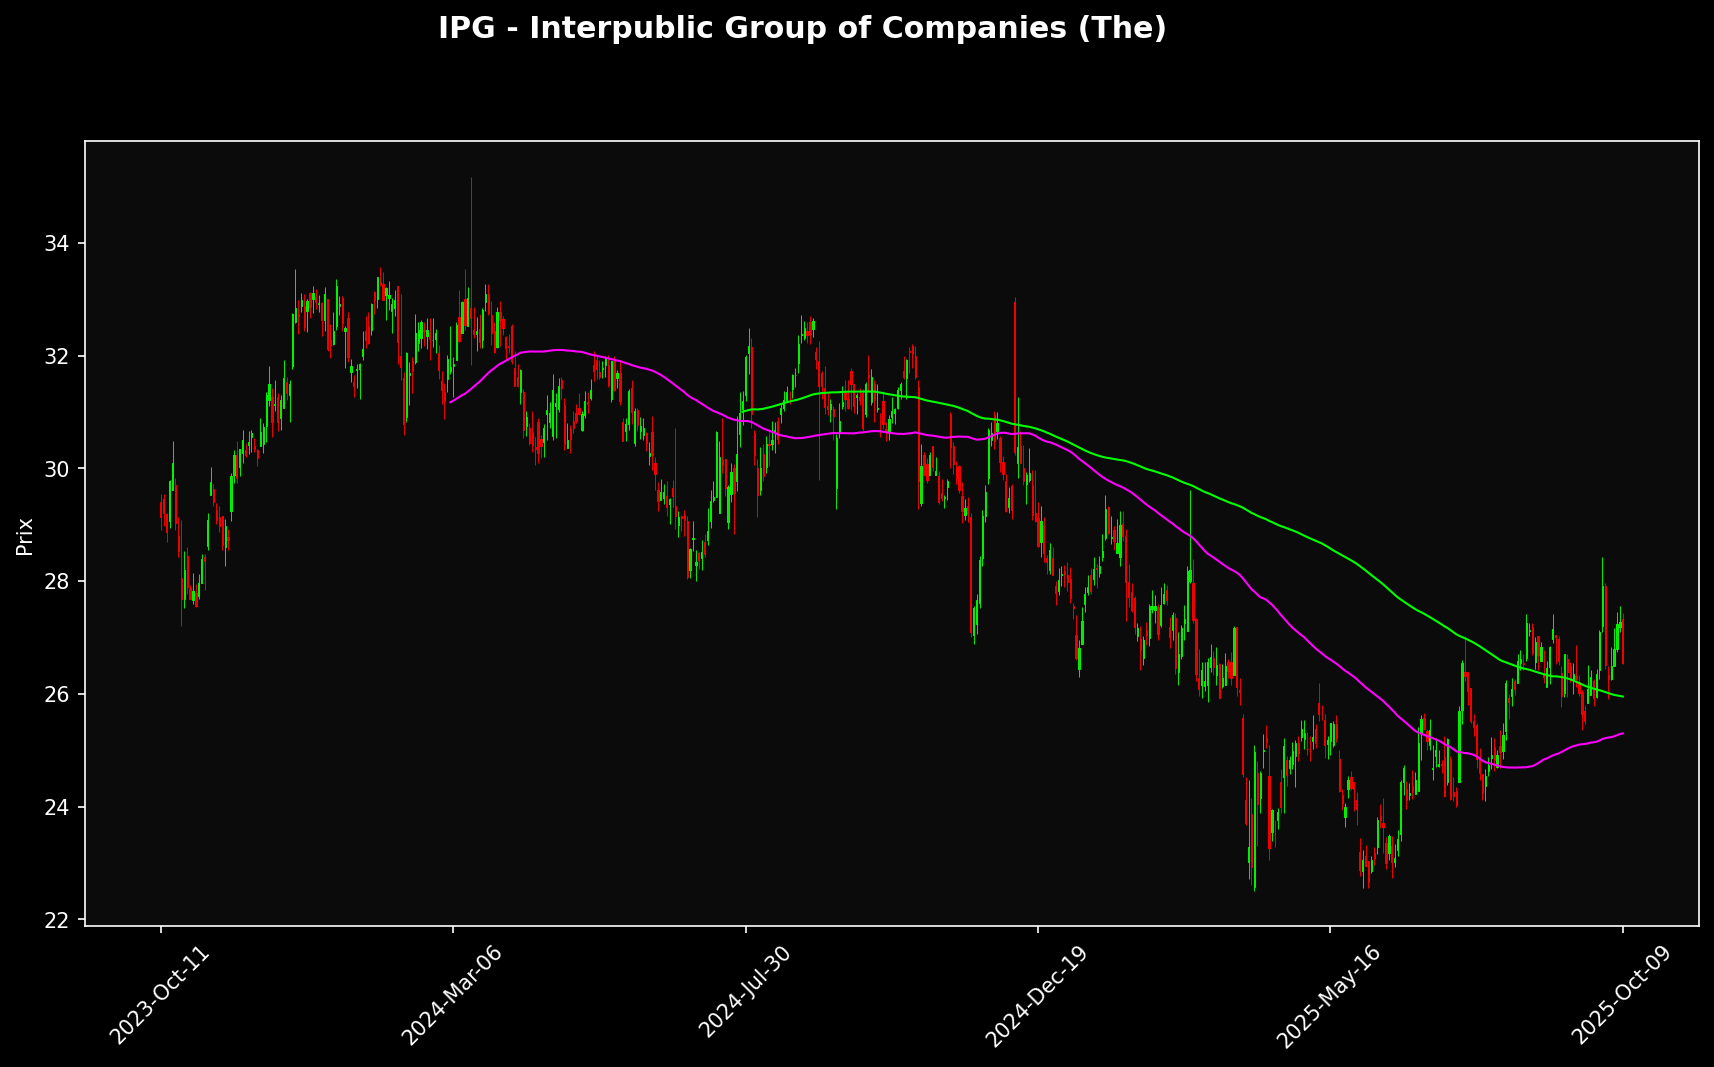 IPG - Interpublic Group of Companies (The)
Prix
34
32
30
28
26
24
22
2023-Oct-11
2024-Mar-06
2024-Jul-30
2024-Dec-19
2025-May-16
2025-Oct-09